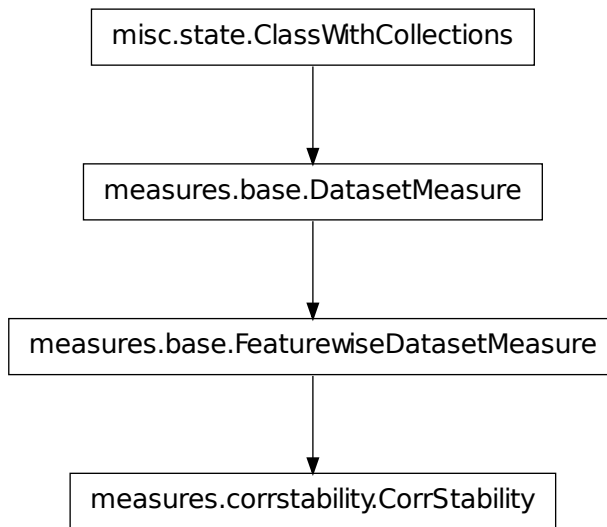 misc.state.ClassWithCollections
measures.base.DatasetMeasure
measures.base.FeaturewiseDatasetMeasure
measures.corrstability.CorrStability